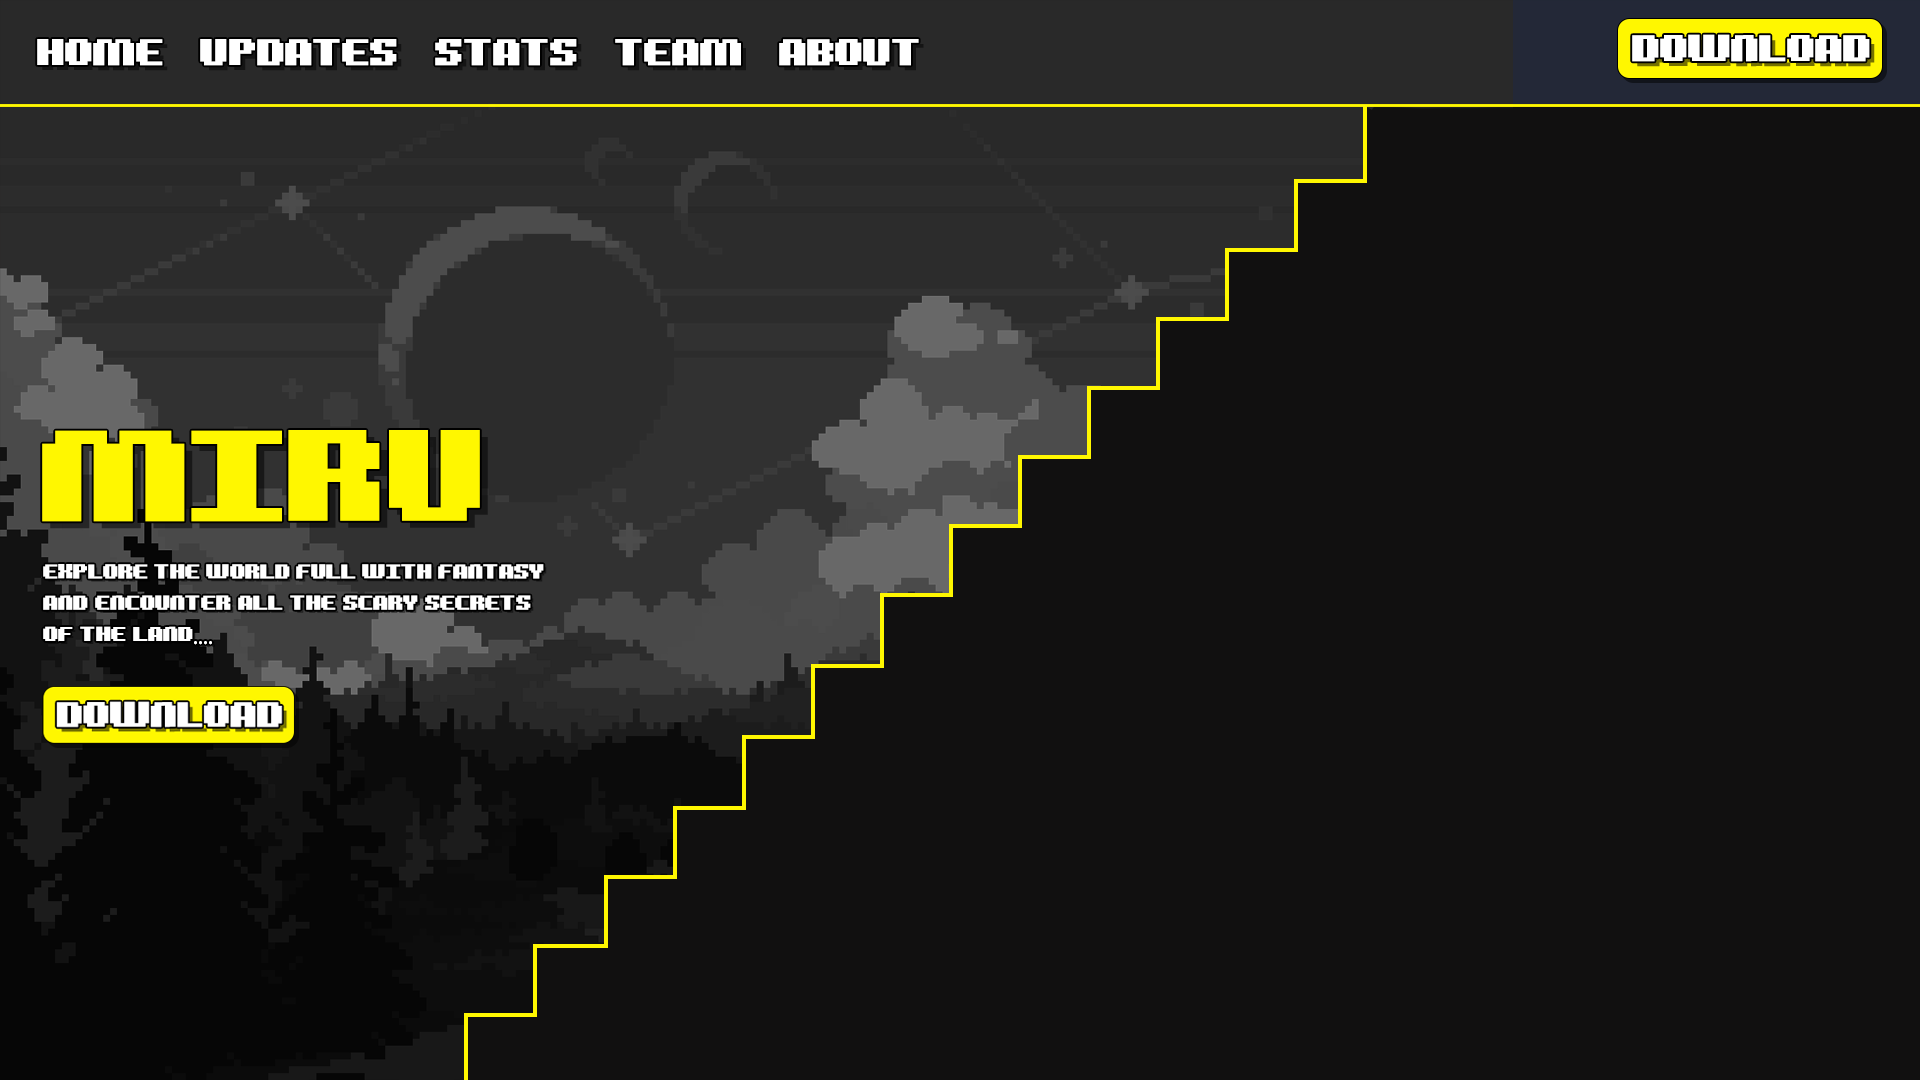 HOME UPDATES STATS TEAM ABOUT DOWNLOAD
MIRU
EXPLORE THE WORLD FULL WITH FANTASY
AND ENCOUNTER ALL THE SCARY SECRETS
OF THE LAND....
DOWNLOAD